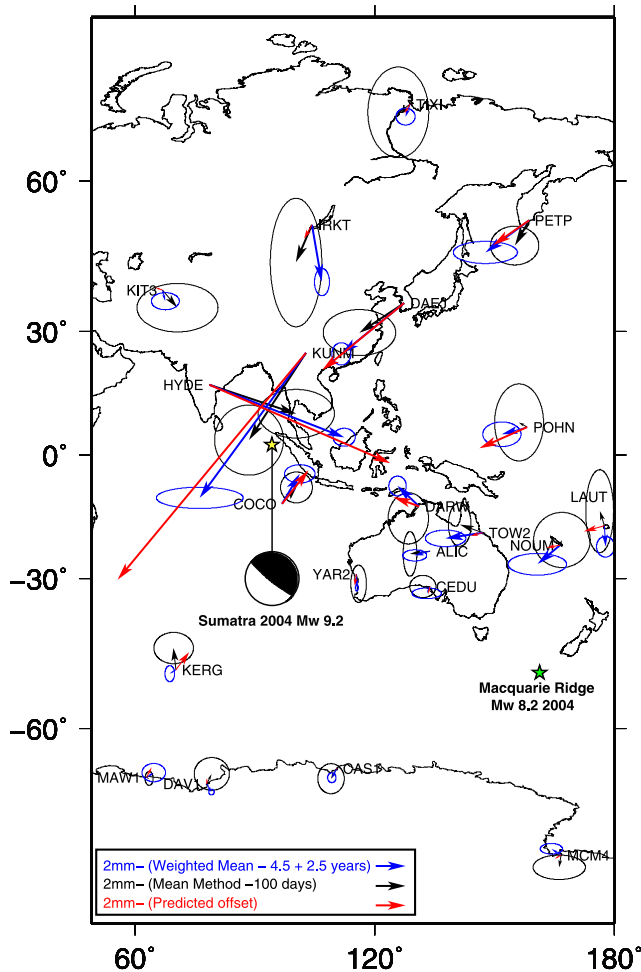 TIXI
60°
IRKT
PETP
KIT3
DAEJ
30°
KUNM
HYDE
POHN
0°
COCO
DARW
LAUT
TOW2
NOUM
ALIC
YAR2
CEDU
−30°
Sumatra 2004 Mw 9.2
KERG
Macquarie Ridge
Mw 8.2 2004
−60°
MAW1
DAV1
CAS1
MCM4
2mm− (Weighted Mean − 4.5 + 2.5 years)
2mm− (Mean Method −100 days)
2mm− (Predicted offset)
60°
120°
180°